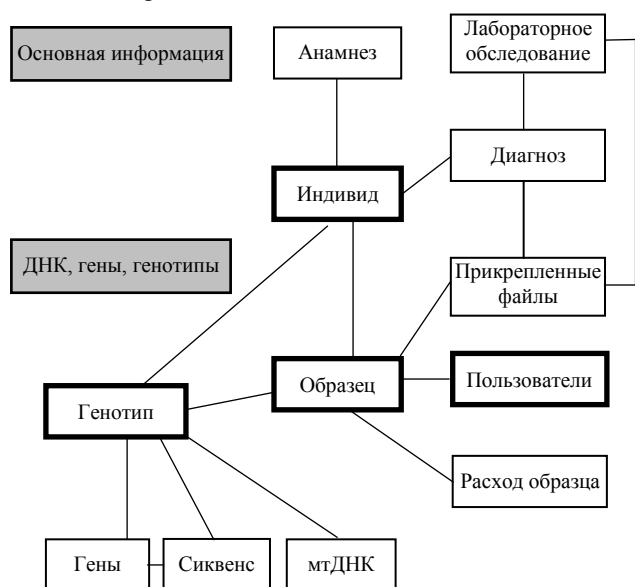 Основная информация
Анамнез
Лабораторное
обследование
Диагноз
Индивид
ДНК, гены, генотипы
Прикрепленные
файлы
Образец
Пользователи
Генотип
Расход образца
Гены
Сиквенс
мтДНК